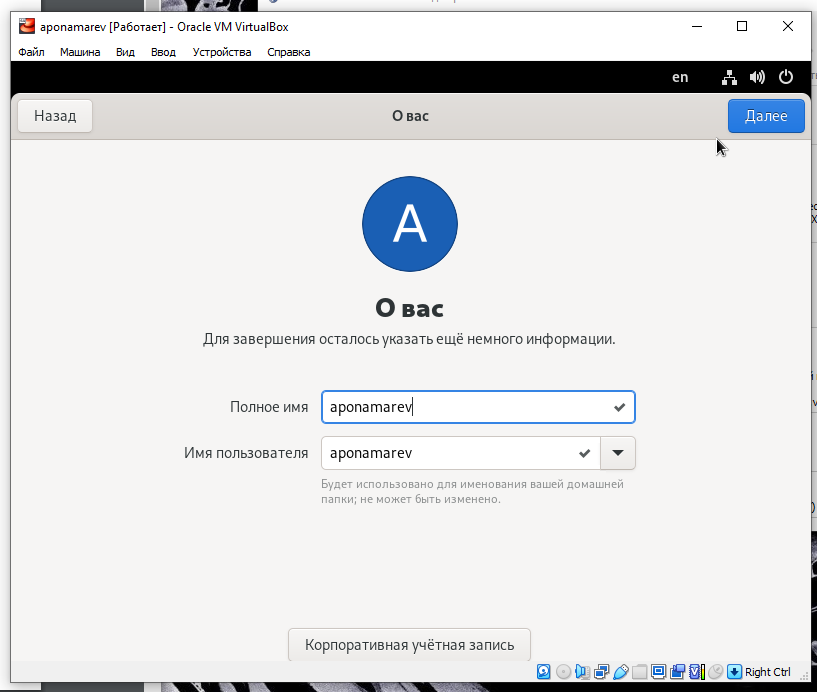 aponamarev [Работает] - Oracle VM VirtualBox
Файл Машина Вид Ввод Устройства Справка
en
Назад О вас Далее
A
О вас
Для завершения осталось указать ещё немного информации.
Полное имя aponamarev
Имя пользователя aponamarev
Будет использовано для именования вашей домашней
папки; не может быть изменено.
Корпоративная учётная запись
Right Ctrl